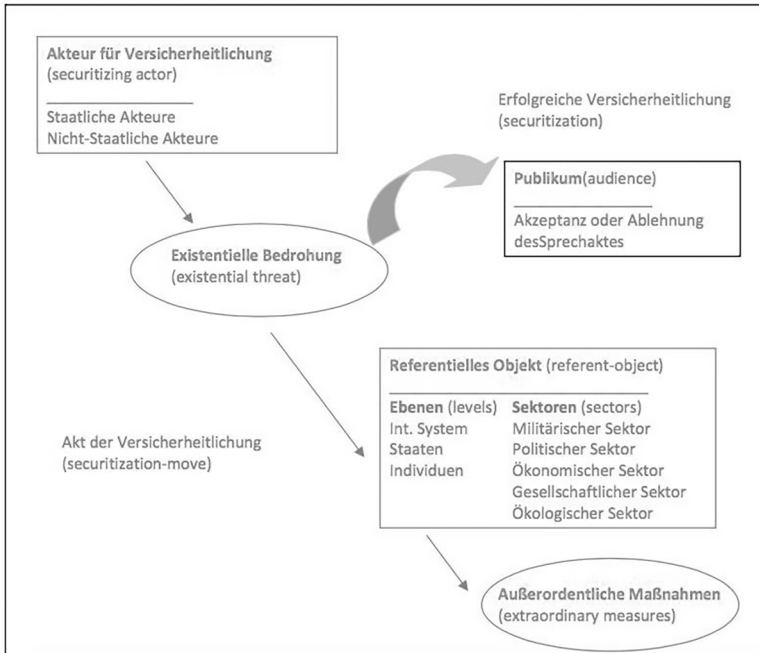 Akteur für Versicherheitlichung
(securitizing actor)
Staatliche Akteure
Nicht-Staatliche Akteure
Erfolgreiche Versicherheitlichung
(securitization)
Publikum(audience)
Akzeptanz oder Ablehnung
desSprechaktes
Existentielle Bedrohung
(existential threat)
Referentielles Objekt (referent-object)
Ebenen (levels) Sektoren (sectors)
Int. System Militärischer Sektor
Staaten Politischer Sektor
Individuen Ökonomischer Sektor
Gesellschaftlicher Sektor
Ökologischer Sektor
Akt der Versicherheitlichung
(securitization-move)
Außerordentliche Maßnahmen
(extraordinary measures)